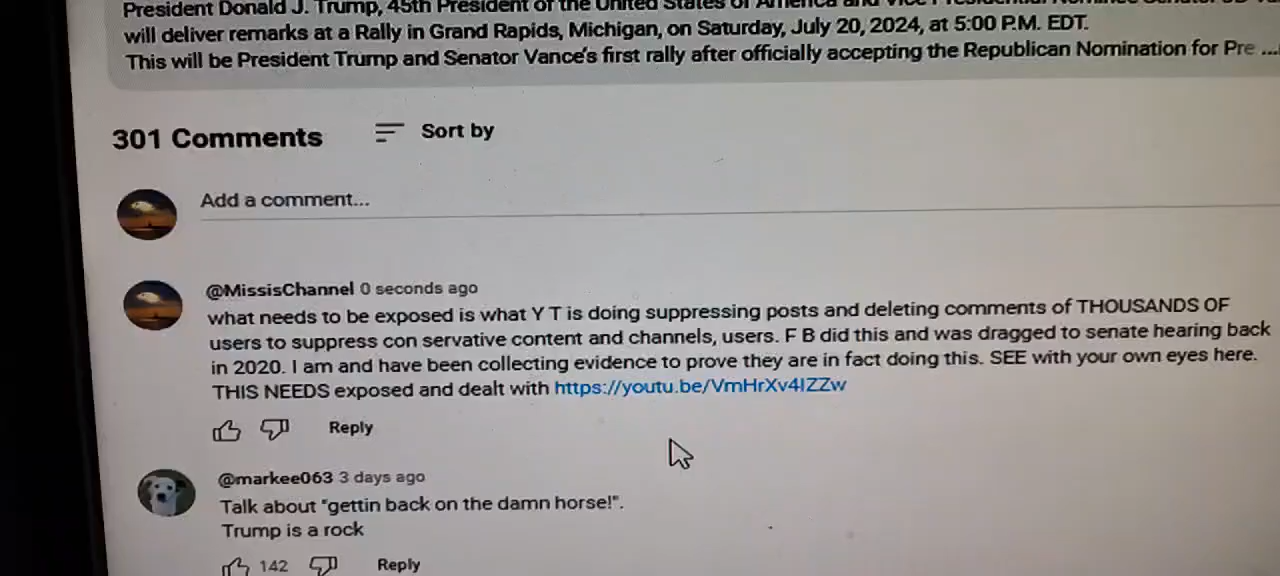 President Donald J. Trump, 45th President of the United States of America and Vice Presidential Nominee Senator
will deliver remarks at a Rally in Grand Rapids, Michigan, on Saturday, July 20, 2024, at 5:00 P.M. EDT.
This will be President Trump and Senator Vance's first rally after officially accepting the Republican Nomination for Pre ...
301 Comments
Sort by
Add a comment...
@MissisChannel 0 seconds ago
what needs to be exposed is what Y T is doing suppressing posts and deleting comments of THOUSANDS OF
users to suppress con servative content and channels, users. F B did this and was dragged to senate hearing back
in 2020. I am and have been collecting evidence to prove they are in fact doing this. SEE with your own eyes here.
THIS NEEDS exposed and dealt with https://youtu.be/VmHrXv4IZZw
Reply
@markee063 3 days ago
Talk about "gettin back on the damn horse!".
Trump is a rock
142
Reply